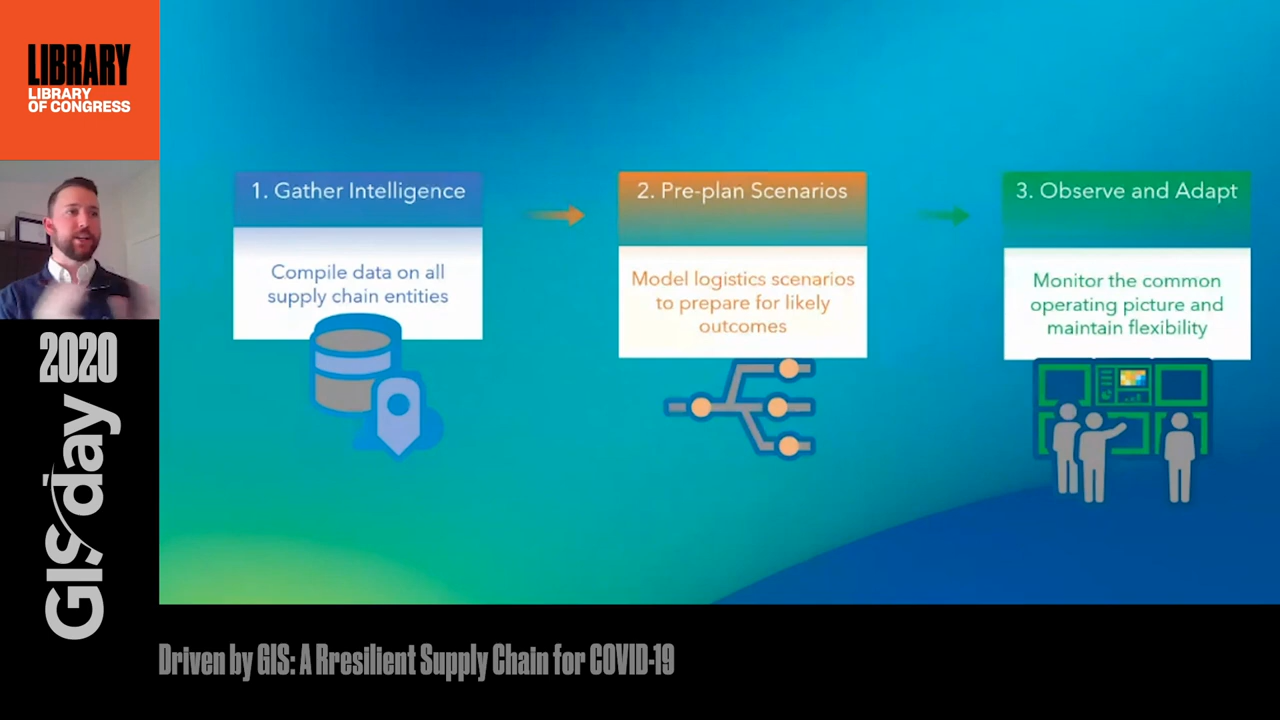 LIBRARY
LIBRARY
OF CONGRESS
1. Gather Intelligence
Compile data on all
supply chain entities
2. Pre-plan Scenarios
Model logistics scenarios
to prepare for likely
outcomes
3. Observe and Adapt
Monitor the common
operating picture and
maintain flexibility
GISday 2020
Driven by GIS: A Rresilient Supply Chain for COVID-19